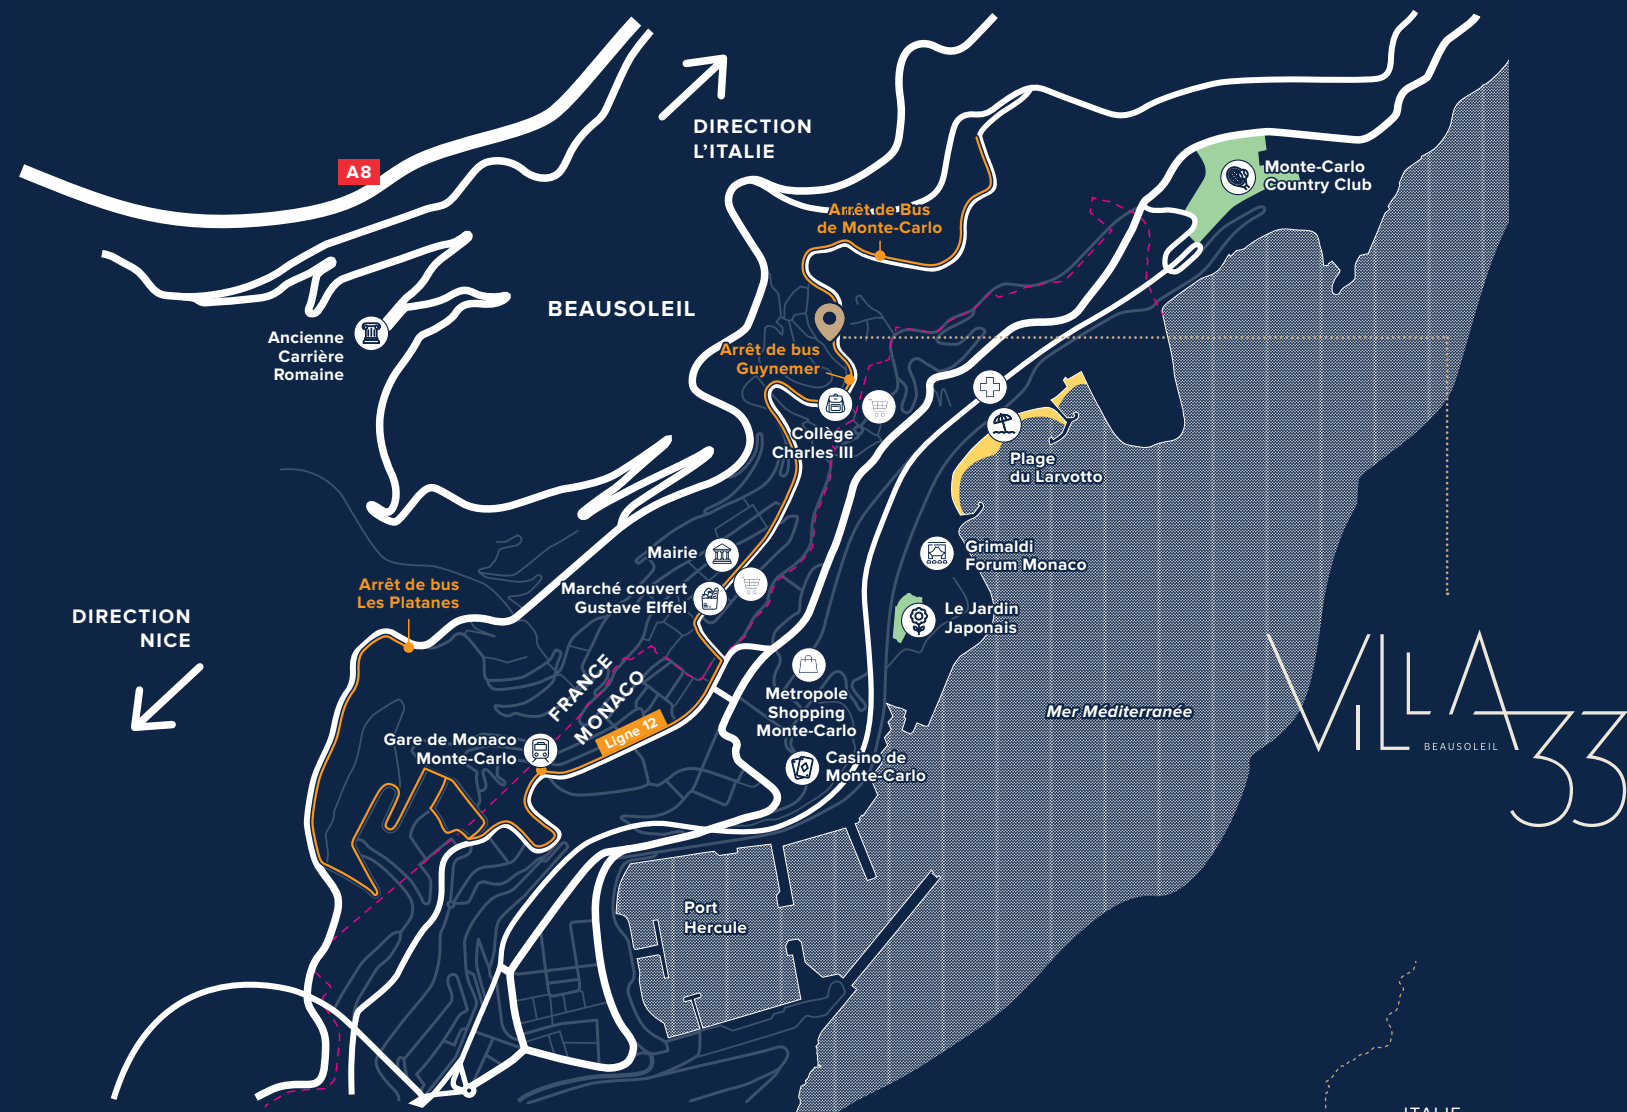 A8
DIRECTION
L'ITALIE
Monte-Carlo
Country Club
Arrêt de Bus
de Monte-Carlo
BEAUSOLEIL
Ancienne
Carrière
Romaine
Arrêt de bus
Guynemer
Collège
Charles III
Plage
du Larvotto
Mairie
Grimaldi
Forum Monaco
Marché couvert
Gustave EIffel
Arrêt de bus
Les Platanes
Le Jardin
Japonais
DIRECTION
NICE
FRANCE
MONACO
Metropole
Shopping
Monte-Carlo
Mer Méditerranée
Ligne 12
Gare de Monaco
Monte-Carlo
Casino de
Monte-Carlo
VILLA
BEAUSOLEIL
33
Port
Hercule
ITALIE